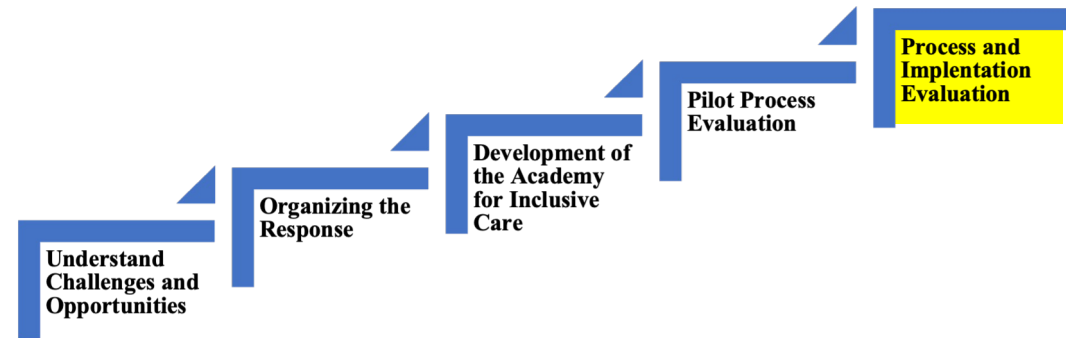 Understand
Challenges and
Opportunities
Organizing the
Response
Development of
the Academy
for Inclusive
Care
Pilot Process
Evaluation
Process and
Implentation
Evaluation